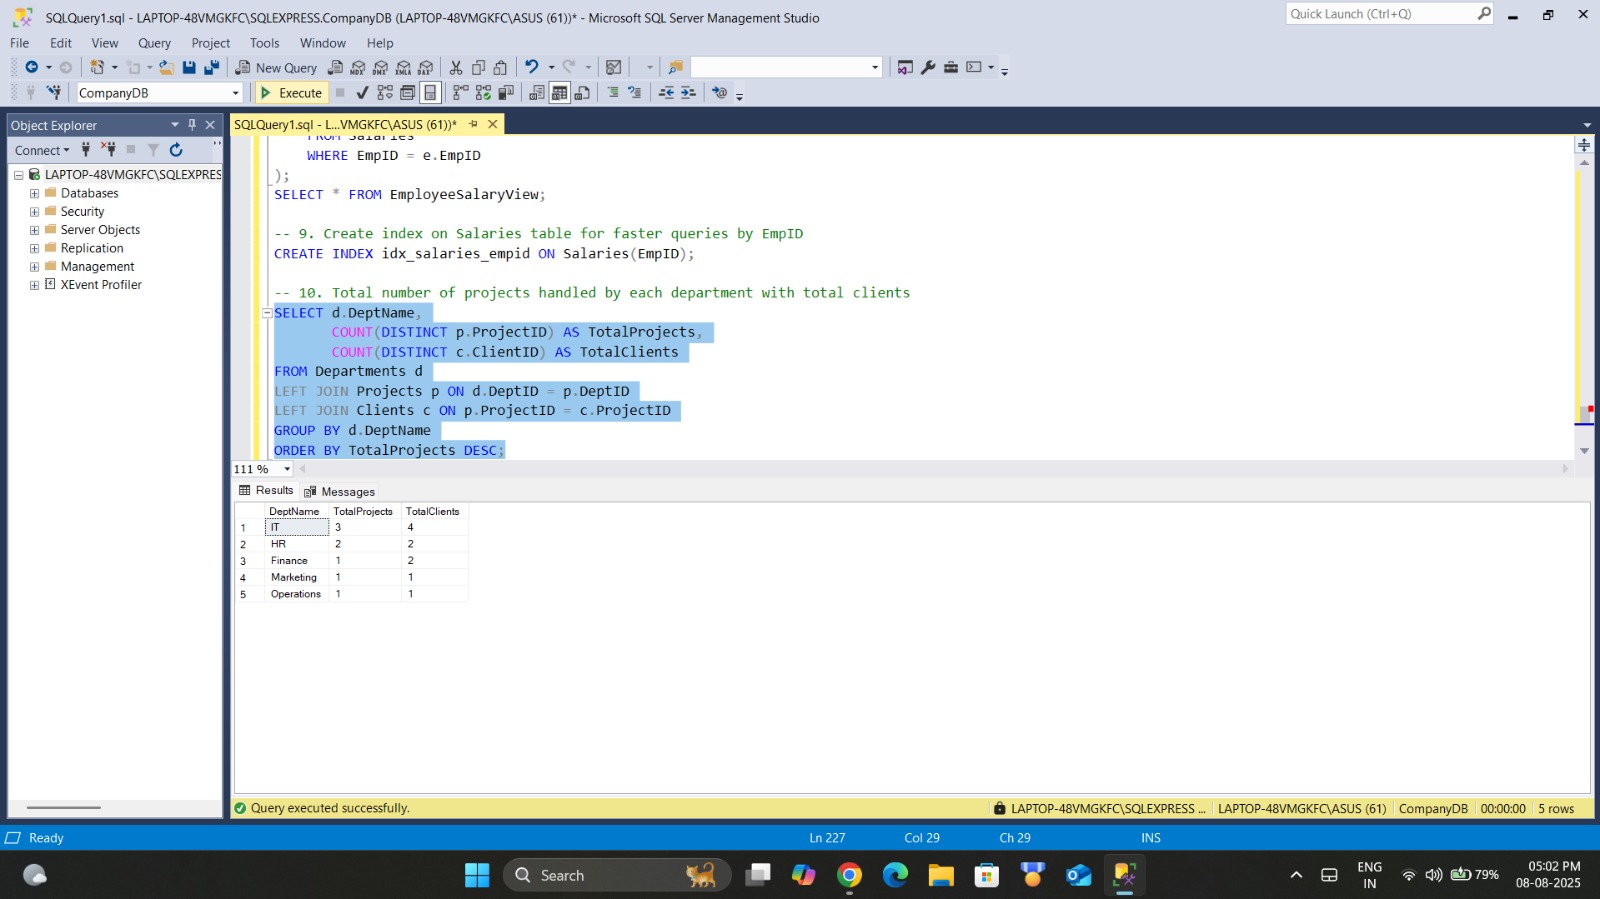 SQLQuery1.sql - LAPTOP-48VMGKFC\SQLEXPRESS.CompanyDB (LAPTOP-48VMGKFC\ASUS (61))* - Microsoft SQL Server Management Studio
Quick Launch (Ctrl+Q)
File Edit View Query Project Tools Window Help
New Query
MDX DMX XMLA DAX
CompanyDB
Execute
Object Explorer
SQLQuery1.sql - L...VMGKFC\ASUS (61))*
Connect
LAPTOP-48VMGKFC\SQLEXPRES
Databases
Security
Server Objects
Replication
Management
XEvent Profiler
FROM Salaries
WHERE EmpID = e.EmpID
);
SELECT * FROM EmployeeSalaryView;
-- 9. Create index on Salaries table for faster queries by EmpID
CREATE INDEX idx_salaries_empid ON Salaries(EmpID);
-- 10. Total number of projects handled by each department with total clients
SELECT d.DeptName,
COUNT(DISTINCT p.ProjectID) AS TotalProjects,
COUNT(DISTINCT c.ClientID) AS TotalClients
FROM Departments d
LEFT JOIN Projects p ON d.DeptID = p.DeptID
LEFT JOIN Clients c ON p.ProjectID = c.ProjectID
GROUP BY d.DeptName
ORDER BY TotalProjects DESC;
111 %
Results Messages
DeptName TotalProjects TotalClients
1 IT 3 4
2 HR 2 2
3 Finance 1 2
4 Marketing 1 1
5 Operations 1 1
Query executed successfully.
LAPTOP-48VMGKFC\SQLEXPRESS ... LAPTOP-48VMGKFC\ASUS (61) CompanyDB 00:00:00 5 rows
Ready
Ln 227 Col 29 Ch 29 INS
Search
ENG
IN
79%
05:02 PM
08-08-2025